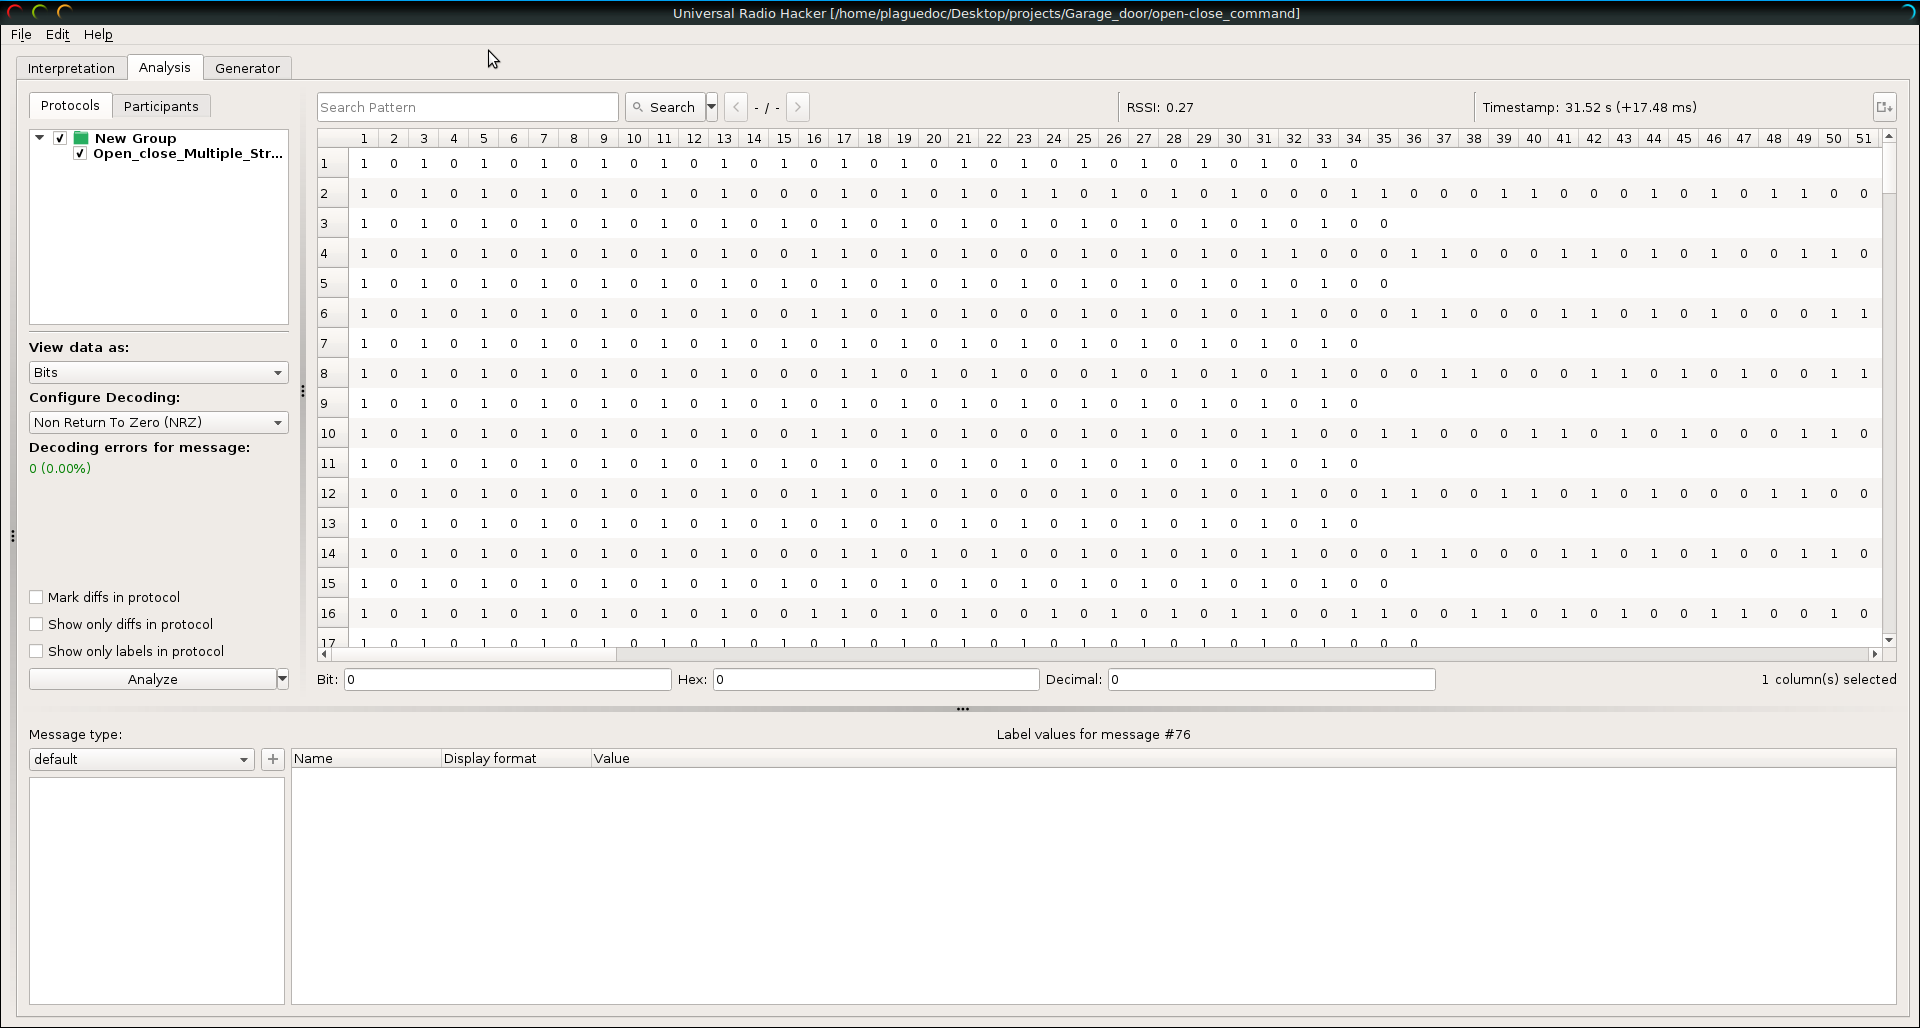 Universal Radio Hacker [/home/plaguedoc/Desktop/projects/Garage_door/open-close_command]
File Edit Help
Interpretation Analysis Generator
Protocols Participants
New Group
Open_close_Multiple_Str...
Search Pattern Search - / - RSSI: 0.27 Timestamp: 31.52 s (+17.48 ms)
1 2 3 4 5 6 7 8 9 10 11 12 13 14 15 16 17 18 19 20 21 22 23 24 25 26 27 28 29 30 31 32 33 34 35 36 37 38 39 40 41 42 43 44 45 46 47 48 49 50 51
1 1 0 1 0 1 0 1 0 1 0 1 0 1 0 1 0 1 0 1 0 1 0 1 0 1 0 1 0 1 0 1 0 1 0
2 1 0 1 0 1 0 1 0 1 0 1 0 1 0 0 0 1 0 1 0 1 0 1 1 0 1 0 1 0 1 0 0 0 1 1 0 0 0 1 1 0 0 0 1 0 1 0 1 1 0 0
3 1 0 1 0 1 0 1 0 1 0 1 0 1 0 1 0 1 0 1 0 1 0 1 0 1 0 1 0 1 0 1 0 1 0 0
4 1 0 1 0 1 0 1 0 1 0 1 0 1 0 0 1 1 0 1 0 1 0 0 0 1 0 1 0 1 0 1 1 0 0 0 1 1 0 0 0 1 1 0 1 0 1 0 0 1 1 0
5 1 0 1 0 1 0 1 0 1 0 1 0 1 0 1 0 1 0 1 0 1 0 1 0 1 0 1 0 1 0 1 0 1 0 0
6 1 0 1 0 1 0 1 0 1 0 1 0 1 0 0 1 1 0 1 0 1 0 0 0 1 0 1 0 1 0 1 1 0 0 0 1 1 0 0 0 1 1 0 1 0 1 0 0 0 1 1
7 1 0 1 0 1 0 1 0 1 0 1 0 1 0 1 0 1 0 1 0 1 0 1 0 1 0 1 0 1 0 1 0 1 0
8 1 0 1 0 1 0 1 0 1 0 1 0 1 0 0 0 1 1 0 1 0 1 0 0 0 1 0 1 0 1 0 1 1 0 0 0 1 1 0 0 0 1 1 0 1 0 1 0 0 1 1
9 1 0 1 0 1 0 1 0 1 0 1 0 1 0 1 0 1 0 1 0 1 0 1 0 1 0 1 0 1 0 1 0 1 0
10 1 0 1 0 1 0 1 0 1 0 1 0 1 0 0 1 1 0 1 0 1 0 0 0 1 0 1 0 1 0 1 1 0 0 1 1 0 0 0 1 1 0 1 0 1 0 0 0 1 1 0
11 1 0 1 0 1 0 1 0 1 0 1 0 1 0 1 0 1 0 1 0 1 0 1 0 1 0 1 0 1 0 1 0 1 0
12 1 0 1 0 1 0 1 0 1 0 1 0 1 0 0 1 1 0 1 0 1 0 0 0 1 0 1 0 1 0 1 1 0 0 1 1 0 0 1 1 0 1 0 1 0 0 0 1 1 0 0
13 1 0 1 0 1 0 1 0 1 0 1 0 1 0 1 0 1 0 1 0 1 0 1 0 1 0 1 0 1 0 1 0 1 0
14 1 0 1 0 1 0 1 0 1 0 1 0 1 0 0 0 1 1 0 1 0 1 0 0 1 0 1 0 1 0 1 1 0 0 0 1 1 0 0 0 1 1 0 1 0 1 0 0 1 1 0
15 1 0 1 0 1 0 1 0 1 0 1 0 1 0 1 0 1 0 1 0 1 0 1 0 1 0 1 0 1 0 1 0 1 0 0
16 1 0 1 0 1 0 1 0 1 0 1 0 1 0 0 1 1 0 1 0 1 0 0 1 0 1 0 1 0 1 1 0 0 1 1 0 0 1 1 0 1 0 1 0 0 1 1 0 0 1 0
17 1 0 1 0 1 0 1 0 1 0 1 0 1 0 1 0 1 0 1 0 1 0 1 0 1 0 1 0 1 0 1 0 1 0 0 0
View data as:
Bits
Configure Decoding:
Non Return To Zero (NRZ)
Decoding errors for message:
0 (0.00%)
Mark diffs in protocol
Show only diffs in protocol
Show only labels in protocol
Analyze
Bit: 0 Hex: 0 Decimal: 0 1 column(s) selected
Message type: Label values for message #76
default +
Name Display format Value